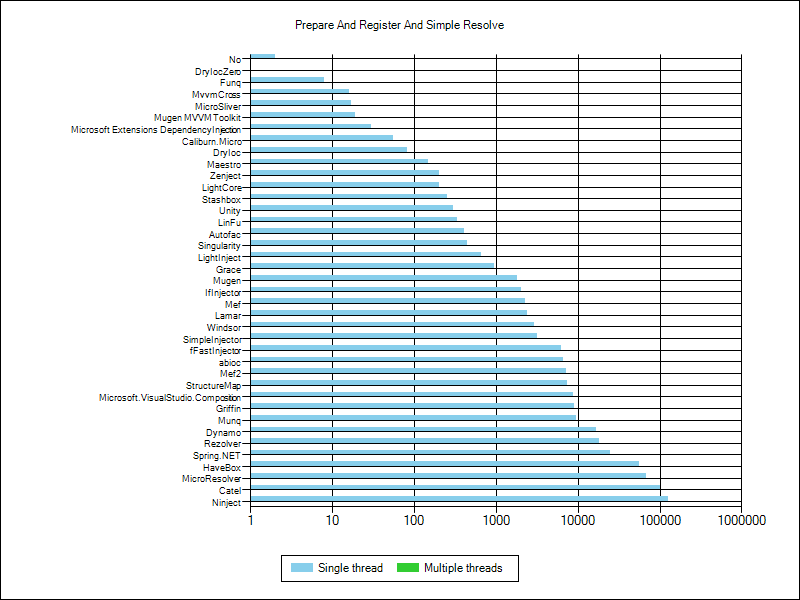 Prepare And Register And Simple Resolve
No
DryIocZero
Funq
MvvmCross
MicroSliver
Mugen MVVM Toolkit
Microsoft Extensions DependencyInjection
Caliburn.Micro
DryIoc
Maestro
Zenject
LightCore
Stashbox
Unity
LinFu
Autofac
Singularity
LightInject
Grace
Mugen
IfInjector
Mef
Lamar
Windsor
SimpleInjector
fFastInjector
abioc
Mef2
StructureMap
Microsoft.VisualStudio.Composition
Griffin
Munq
Dynamo
Rezolver
Spring.NET
HaveBox
MicroResolver
Catel
Ninject
1 10 100 1000 10000 100000 1000000
Single thread Multiple threads